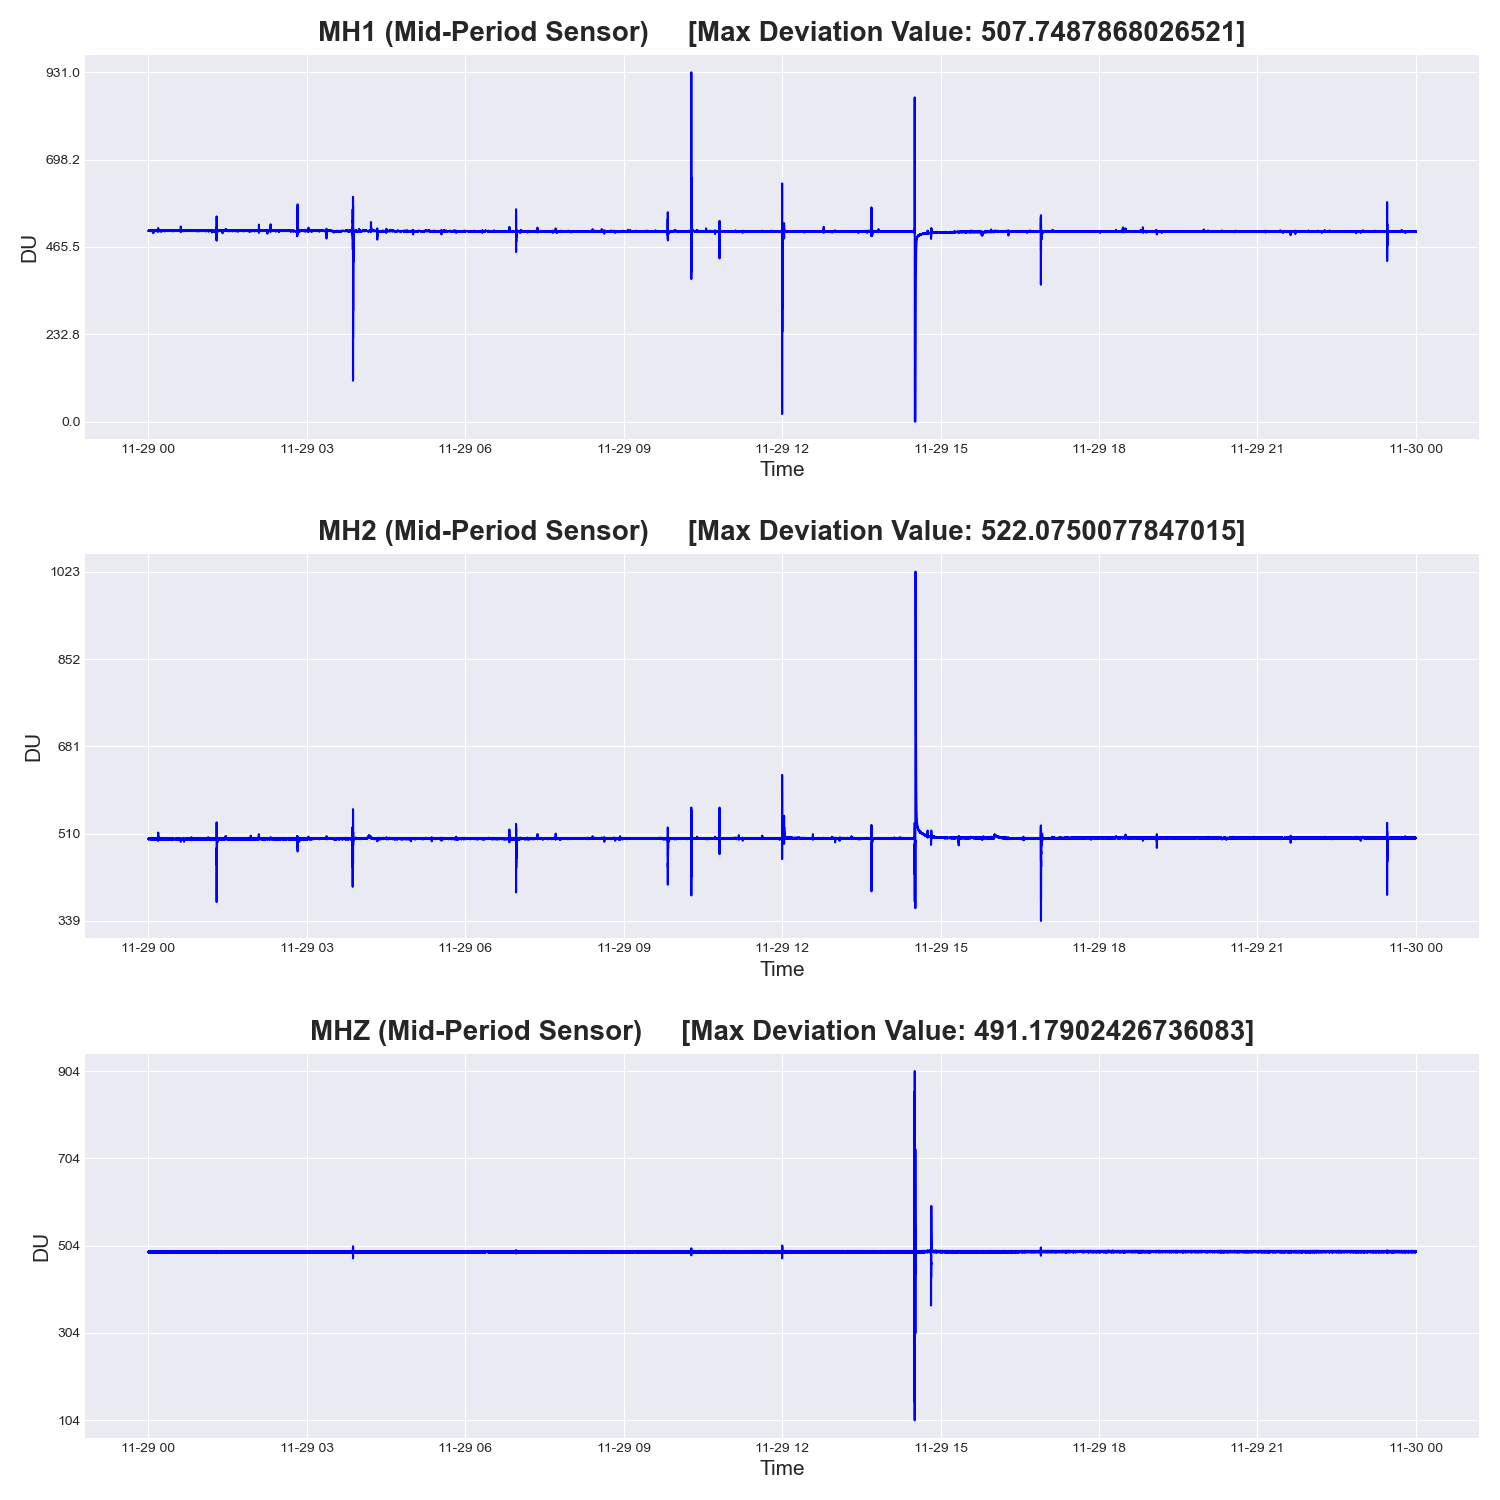 MH1 (Mid-Period Sensor)     [Max Deviation Value: 507.7487868026521]
931.0
698.2
465.5
232.8
0.0
DU
11-29 00 11-29 03 11-29 06 11-29 09 11-29 12 11-29 15 11-29 18 11-29 21 11-30 00
Time
MH2 (Mid-Period Sensor)     [Max Deviation Value: 522.0750077847015]
1023
852
681
510
339
DU
11-29 00 11-29 03 11-29 06 11-29 09 11-29 12 11-29 15 11-29 18 11-29 21 11-30 00
Time
MHZ (Mid-Period Sensor)     [Max Deviation Value: 491.17902426736083]
904
704
504
304
104
DU
11-29 00 11-29 03 11-29 06 11-29 09 11-29 12 11-29 15 11-29 18 11-29 21 11-30 00
Time